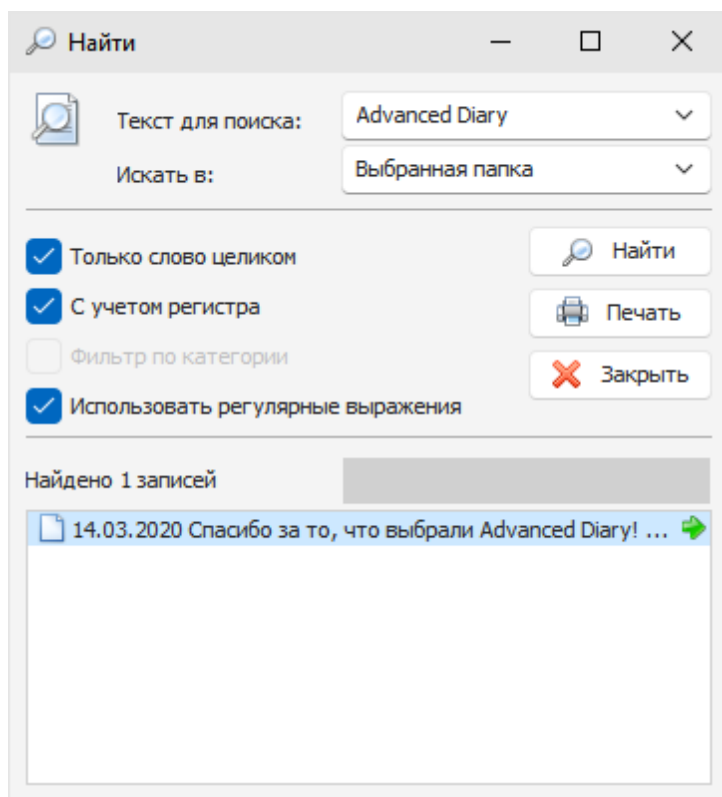 Найти
Текст для поиска: Advanced Diary
Искать в: Выбранная папка
Только слово целиком
Найти
С учетом регистра
Печать
Фильтр по категории
Закрыть
Использовать регулярные выражения
Найдено 1 записей
14.03.2020 Спасибо за то, что выбрали Advanced Diary! ...